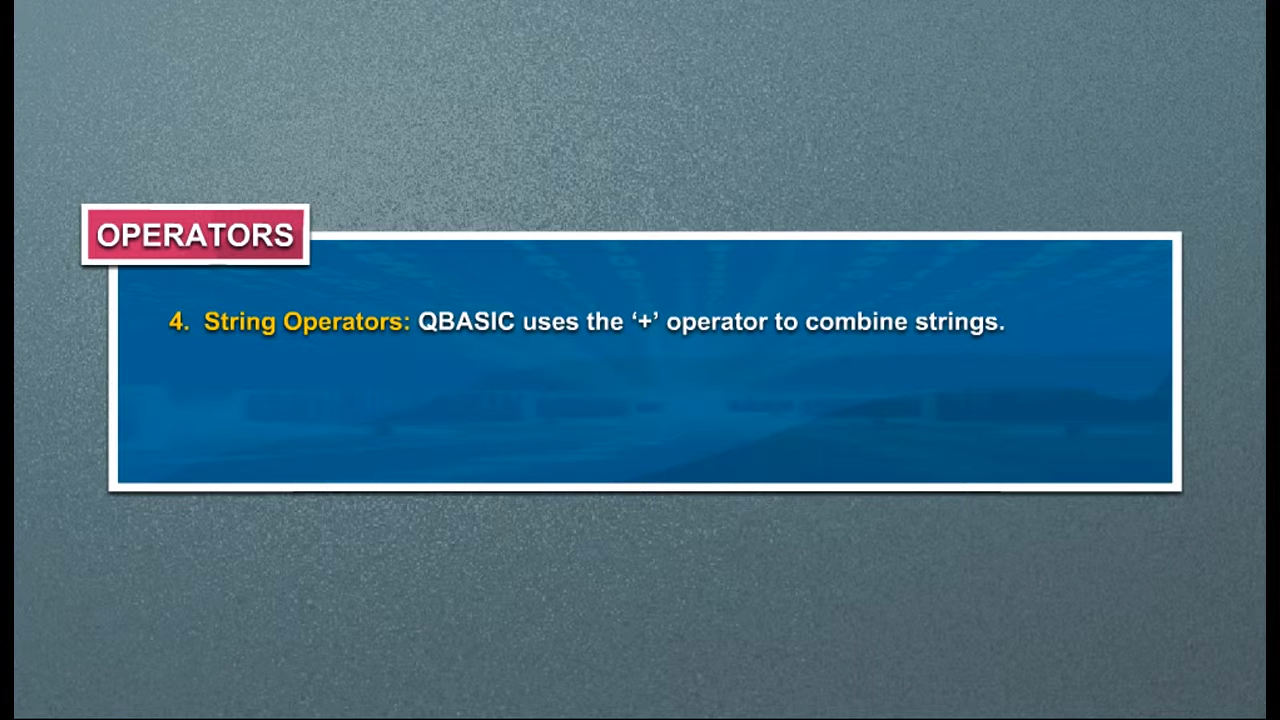 OPERATORS
4. String Operators: QBASIC uses the ‘+’ operator to combine strings.